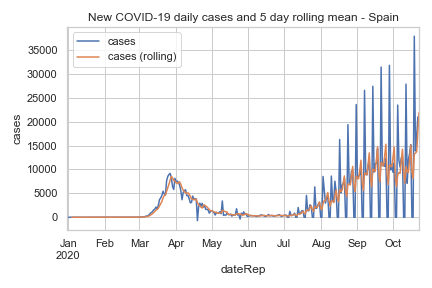 New COVID-19 daily cases and 5 day rolling mean - Spain
cases
cases (rolling)
35000
30000
25000
20000
15000
10000
5000
0
cases
Jan Feb Mar Apr May Jun Jul Aug Sep Oct
2020
dateRep